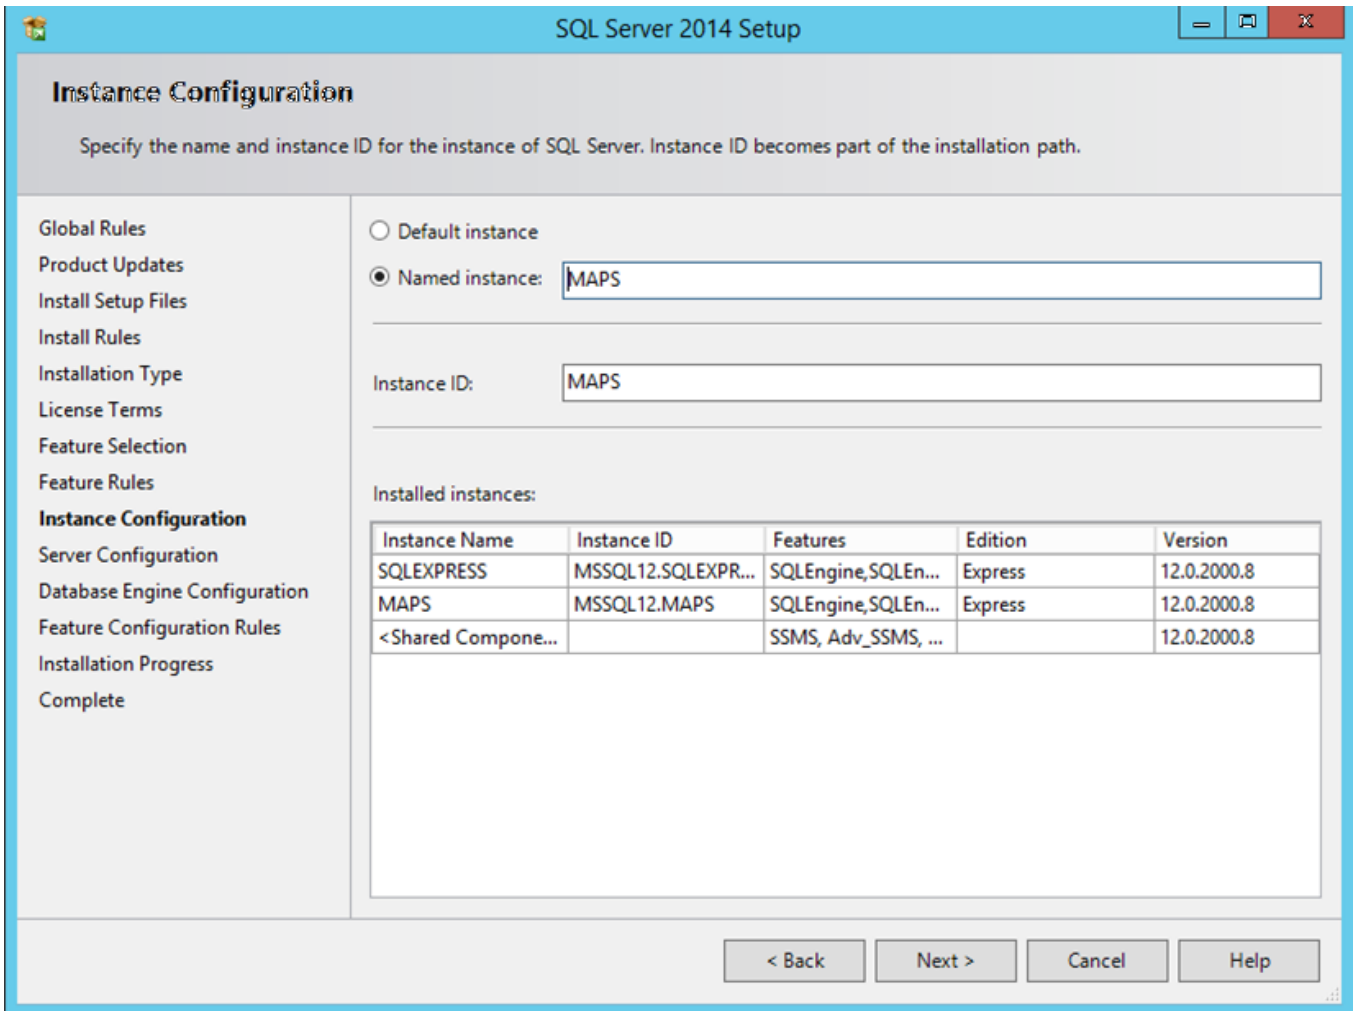 SQL Server 2014 Setup
Instance Configuration
Specify the name and instance ID for the instance of SQL Server. Instance ID becomes part of the installation path.
Global Rules
Product Updates
Install Setup Files
Install Rules
Installation Type
License Terms
Feature Selection
Feature Rules
Instance Configuration
Server Configuration
Database Engine Configuration
Feature Configuration Rules
Installation Progress
Complete
Default instance
Named instance: MAPS
Instance ID: MAPS
Installed instances:
Instance Name Instance ID Features Edition Version
SQLEXPRESS MSSQL12.SQLEXPR... SQLEngine,SQLEn... Express 12.0.2000.8
MAPS MSSQL12.MAPS SQLEngine,SQLEn... Express 12.0.2000.8
<Shared Compone... SSMS, Adv_SSMS, ... 12.0.2000.8
< Back Next > Cancel Help